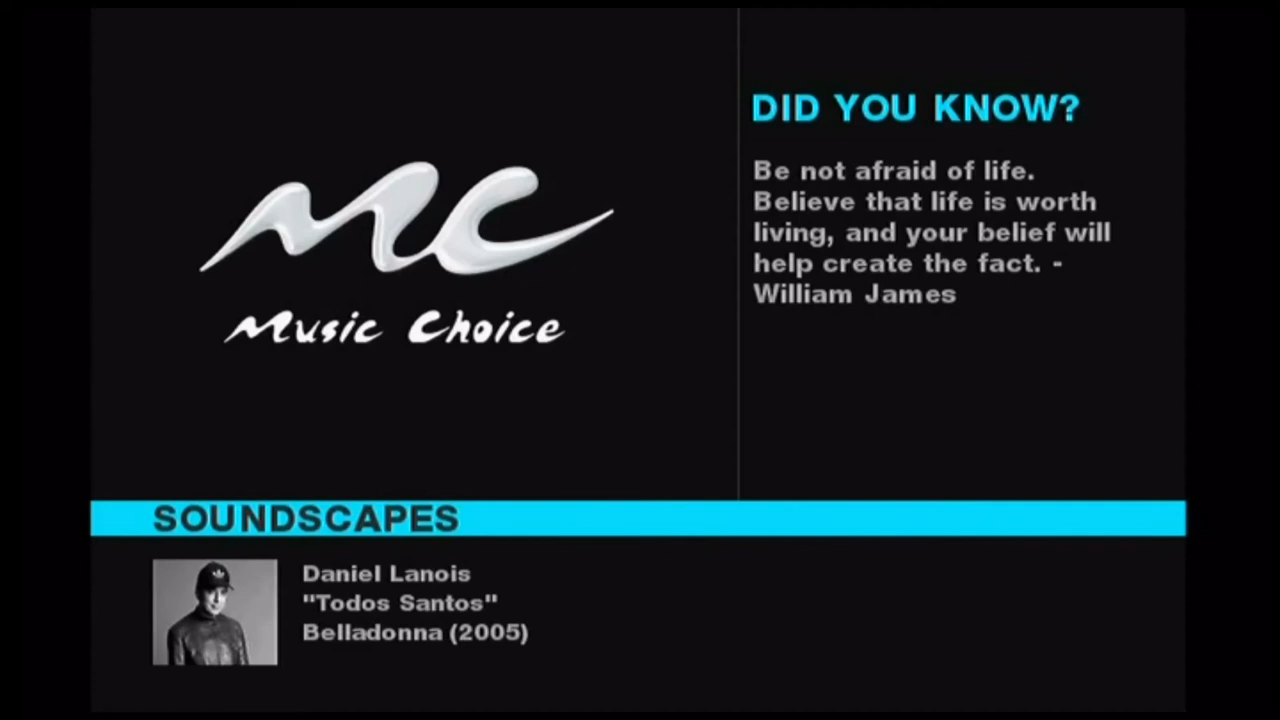 MC
Music Choice
DID YOU KNOW?
Be not afraid of life.
Believe that life is worth
living, and your belief will
help create the fact. -
William James
SOUNDSCAPES
Daniel Lanois
"Todos Santos"
Belladonna (2005)